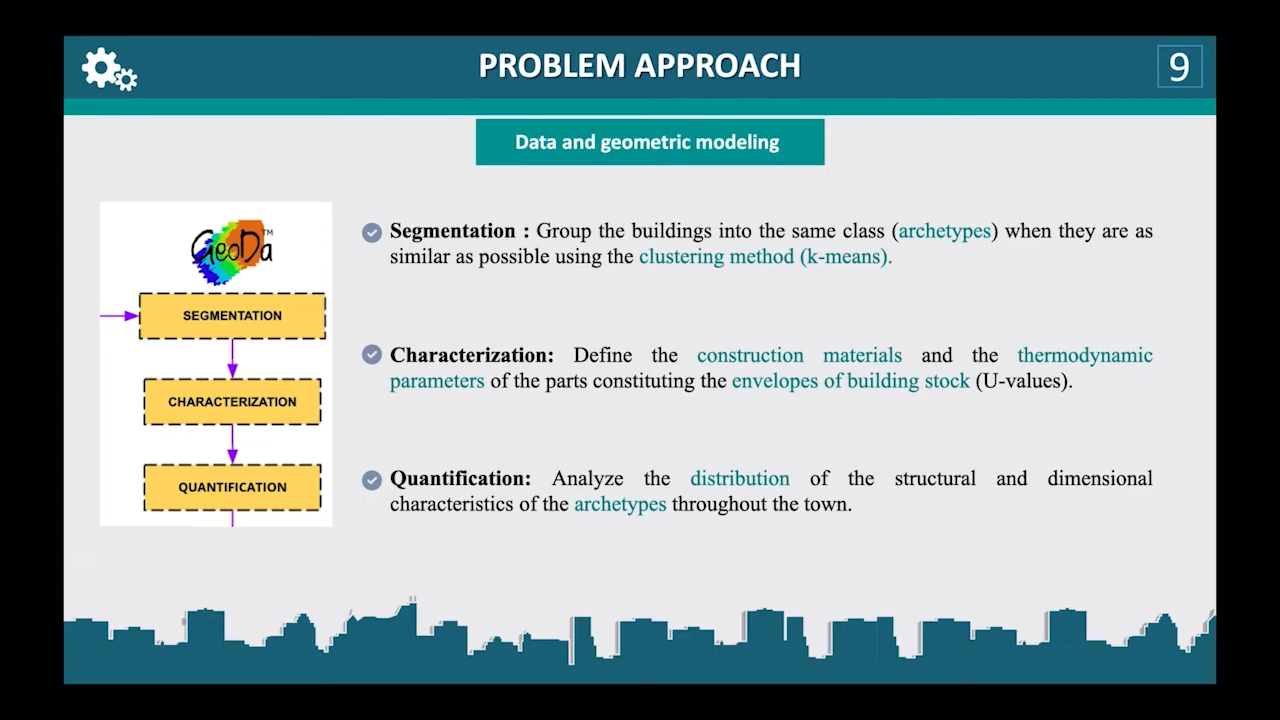 PROBLEM APPROACH
9
Data and geometric modeling
GeoDa™
SEGMENTATION
CHARACTERIZATION
QUANTIFICATION
Segmentation : Group the buildings into the same class (archetypes) when they are as
similar as possible using the clustering method (k-means).
Characterization: Define the construction materials and the thermodynamic
parameters of the parts constituting the envelopes of building stock (U-values).
Quantification: Analyze the distribution of the structural and dimensional
characteristics of the archetypes throughout the town.